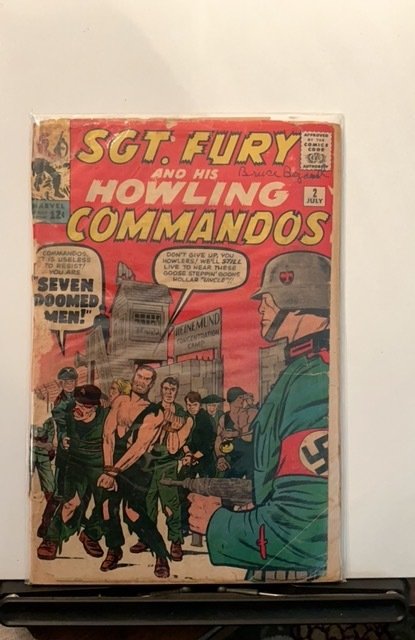 SGT. FURY
AND HIS
HOWLING
COMMANDOS
APPROVED
BY THE
COMICS
CODE
AUTHORITY
Bruce
2
JULY
MARVEL
12¢
COMMANDOS,
IT IS USELESS
TO RESIST!
YOU ARE
"SEVEN
DOOMED
MEN!"
DON'T GIVE UP, YOU
HOWLERS! WE'LL STILL
LIVE TO HEAR THESE
GOOSE STEPPIN' GOONS
HOLLAR "UNCLE"!!
HEINEMUND
CONCENTRATION
CAMP